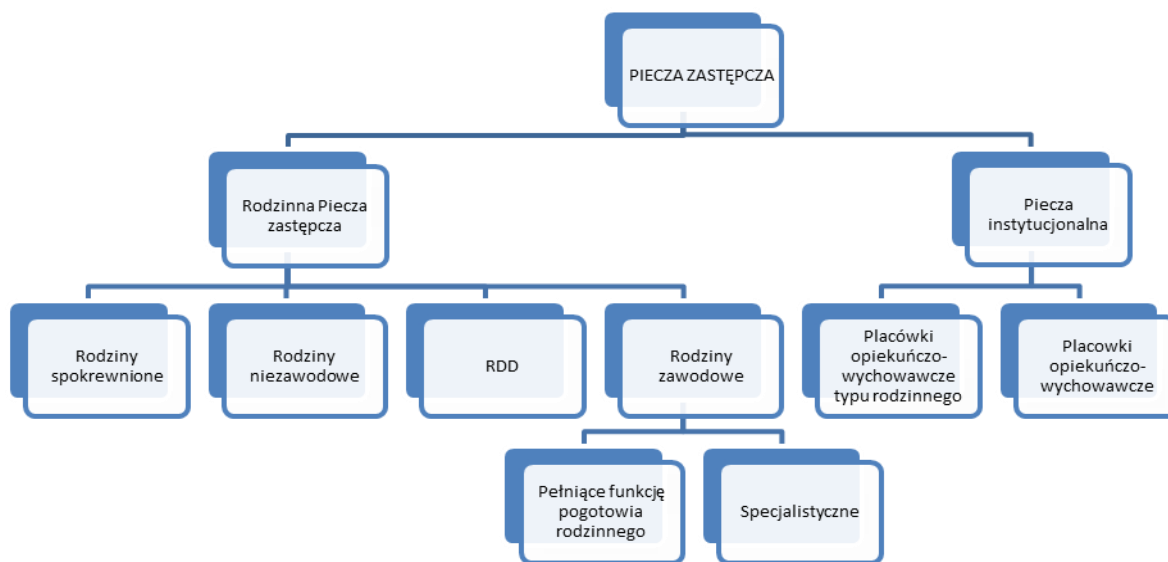 PIECZA ZASTĘPCZA
Rodzinna Piecza
zastępcza
Piecza
instytucjonalna
Rodziny
spokrewnione
Rodziny
niezawodowe
RDD
Rodziny
zawodowe
Placówki
opiekuńczo-
wychowawcze
typu rodzinnego
Placowki
opiekuńczo-
wychowawcze
Pełniące funkcję
pogotowia
rodzinnego
Specjalistyczne